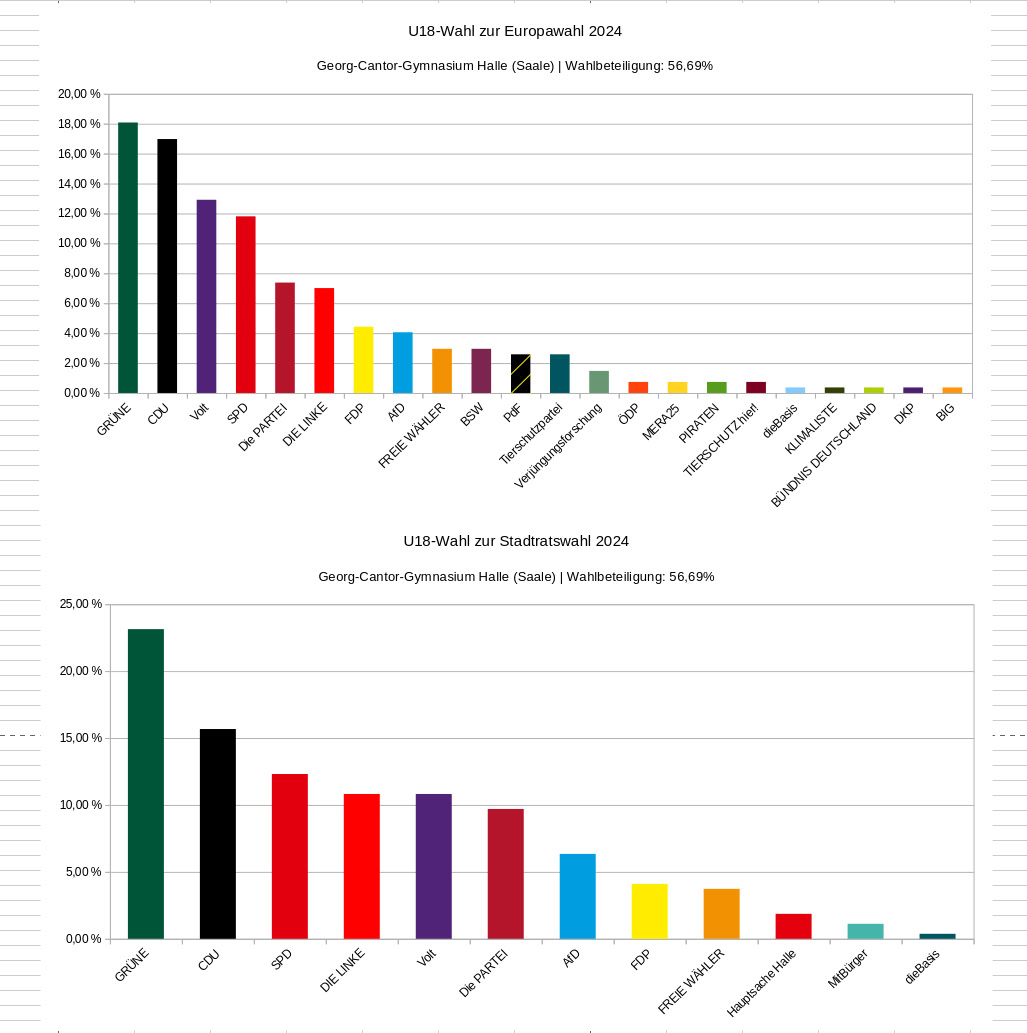 U18-Wahl zur Europawahl 2024
Georg-Cantor-Gymnasium Halle (Saale) | Wahlbeteiligung: 56,69%
20,00 %
18,00 %
16,00 %
14,00 %
12,00 %
10,00 %
8,00 %
6,00 %
4,00 %
2,00 %
0,00 %
GRÜNE
CDU
Volt
SPD
Die PARTEI
DIE LINKE
FDP
AfD
FREIE WÄHLER
BSW
PdF
Tierschutzpartei
Verjüngungsforschung
ÖDP
MERA25
PIRATEN
TIERSCHUTZ hier!
dieBasis
KLIMALISTE
BÜNDNIS DEUTSCHLAND
DKP
BIG
U18-Wahl zur Stadtratswahl 2024
Georg-Cantor-Gymnasium Halle (Saale) | Wahlbeteiligung: 56,69%
25,00 %
20,00 %
15,00 %
10,00 %
5,00 %
0,00 %
GRÜNE
CDU
SPD
DIE LINKE
Volt
Die PARTEI
AfD
FDP
FREIE WÄHLER
Hauptsache Halle
MitBürger
dieBasis